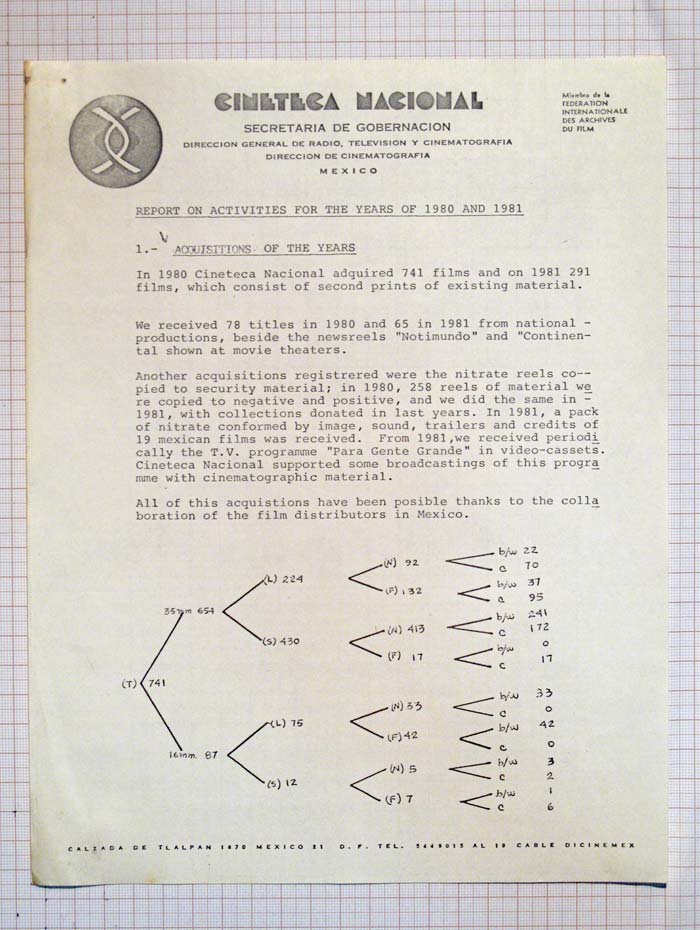 CINETECA NACIONAL
SECRETARIA DE GOBERNACION
DIRECCION GENERAL DE RADIO, TELEVISION Y CINEMATOGRAFIA
DIRECCION DE CINEMATOGRAFIA
MEXICO
Miembro de la
FEDERATION
INTERNATIONALE
DES ARCHIVES
DU FILM
REPORT ON ACTIVITIES FOR THE YEARS OF 1980 AND 1981
1.- ACQUISITIONS OF THE YEARS
In 1980 Cineteca Nacional adquired 741 films and on 1981 291
films, which consist of second prints of existing material.
We received 78 titles in 1980 and 65 in 1981 from national -
productions, beside the newsreels "Notimundo" and "Continen-
tal shown at movie theaters.
Another acquisitions registrered were the nitrate reels co--
pied to security material; in 1980, 258 reels of material we
re copied to negative and positive, and we did the same in -
1981, with collections donated in last years. In 1981, a pack
of nitrate conformed by image, sound, trailers and credits of
19 mexican films was received. From 1981,we received periodi
cally the T.V. programme "Para Gente Grande" in video-cassets.
Cineteca Nacional supported some broadcastings of this progra
mme with cinematographic material.
All of this acquistions have been posible thanks to the colla
boration of the film distributors in Mexico.
b/w 22
(N) 92
c 70
(L) 224
b/w 37
(F) 132
c 95
35mm 654
b/w 241
(N) 413
c 172
(S) 430
b/w 0
(F) 17
c 17
(T) 741
b/w 33
(N) 33
c 0
(L) 75
b/w 42
(F) 42
c 0
16mm. 87
b/w 3
(N) 5
c 2
(S) 12
b/w 1
(F) 7
c 6
CALZADA DE TLALPAN 1670 MEXICO 21 D. F. TEL. 5449015 AL 19 CABLE DICINEMEX